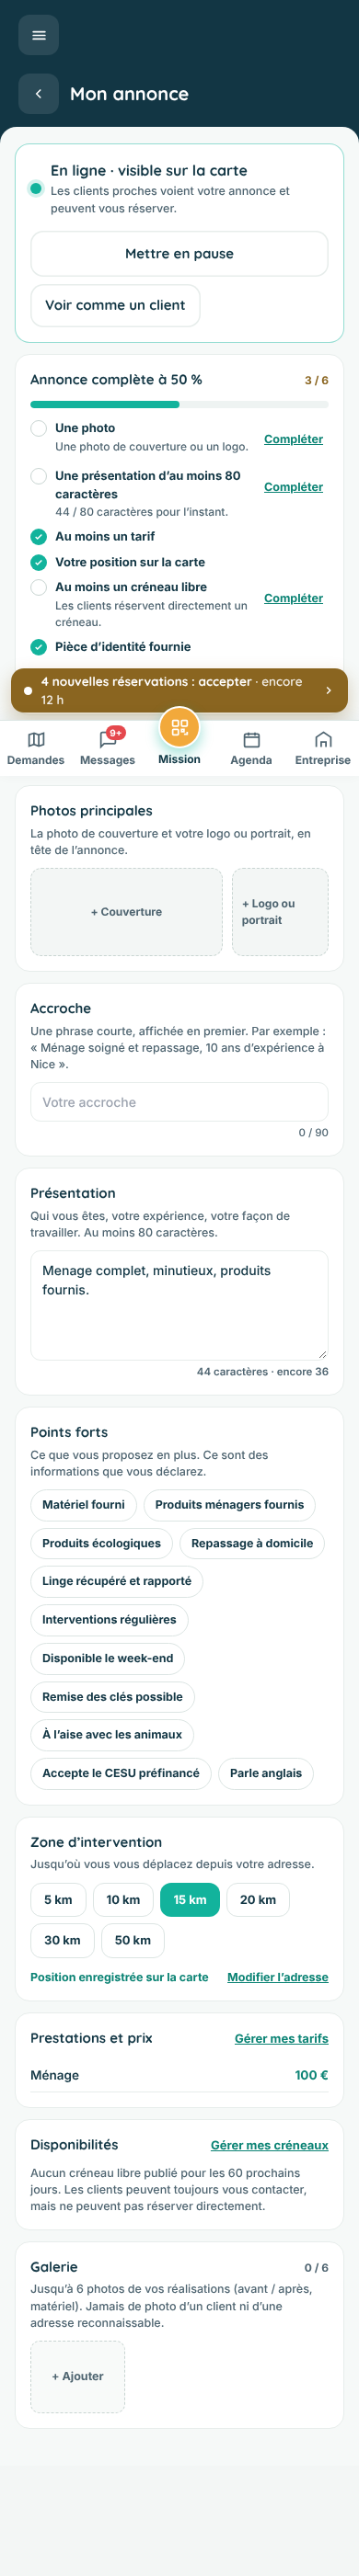 Mon annonce
En ligne · visible sur la carte
Les clients proches voient votre annonce et
peuvent vous réserver.
Mettre en pause
Voir comme un client
Annonce complète à 50 %
3 / 6
Une photo
Une photo de couverture ou un logo.
Compléter
Une présentation d’au moins 80
caractères
44 / 80 caractères pour l’instant.
Compléter
Au moins un tarif
Votre position sur la carte
Au moins un créneau libre
Les clients réservent directement un
créneau.
Compléter
Pièce d’identité fournie
4 nouvelles réservations : accepter · encore
12 h
Demandes
9+
Messages
Mission
Agenda
Entreprise
Photos principales
La photo de couverture et votre logo ou portrait, en
tête de l’annonce.
+ Couverture
+ Logo ou
portrait
Accroche
Une phrase courte, affichée en premier. Par exemple :
« Ménage soigné et repassage, 10 ans d’expérience à
Nice ».
Votre accroche
0 / 90
Présentation
Qui vous êtes, votre expérience, votre façon de
travailler. Au moins 80 caractères.
Menage complet, minutieux, produits
fournis.
44 caractères · encore 36
Points forts
Ce que vous proposez en plus. Ce sont des
informations que vous déclarez.
Matériel fourni
Produits ménagers fournis
Produits écologiques
Repassage à domicile
Linge récupéré et rapporté
Interventions régulières
Disponible le week-end
Remise des clés possible
À l’aise avec les animaux
Accepte le CESU préfinancé
Parle anglais
Zone d’intervention
Jusqu’où vous vous déplacez depuis votre adresse.
5 km
10 km
15 km
20 km
30 km
50 km
Position enregistrée sur la carte
Modifier l’adresse
Prestations et prix
Gérer mes tarifs
Ménage
100 €
Disponibilités
Gérer mes créneaux
Aucun créneau libre publié pour les 60 prochains
jours. Les clients peuvent toujours vous contacter,
mais ne peuvent pas réserver directement.
Galerie
0 / 6
Jusqu’à 6 photos de vos réalisations (avant / après,
matériel). Jamais de photo d’un client ni d’une
adresse reconnaissable.
+ Ajouter